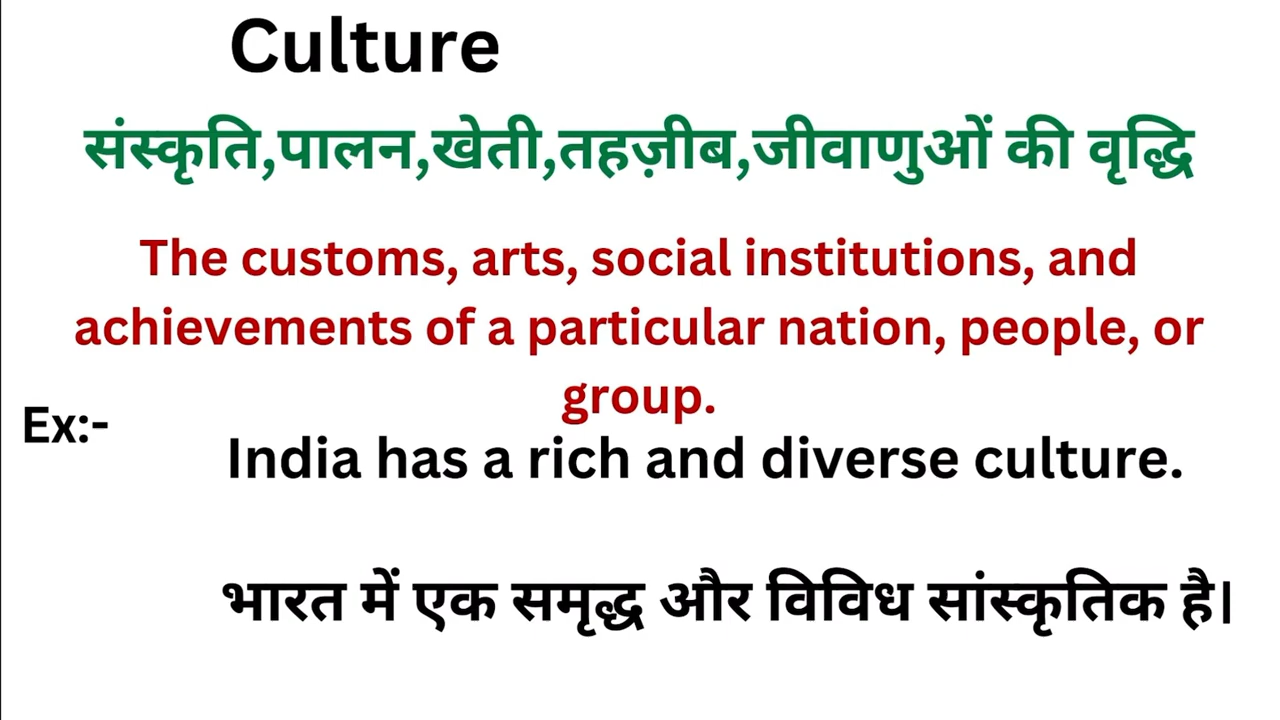 Culture
संस्कृति,पालन,खेती,तहज़ीब,जीवाणुओं की वृद्धि
The customs, arts, social institutions, and
achievements of a particular nation, people, or
group.
Ex:-
India has a rich and diverse culture.
भारत में एक समृद्ध और विविध सांस्कृतिक है।